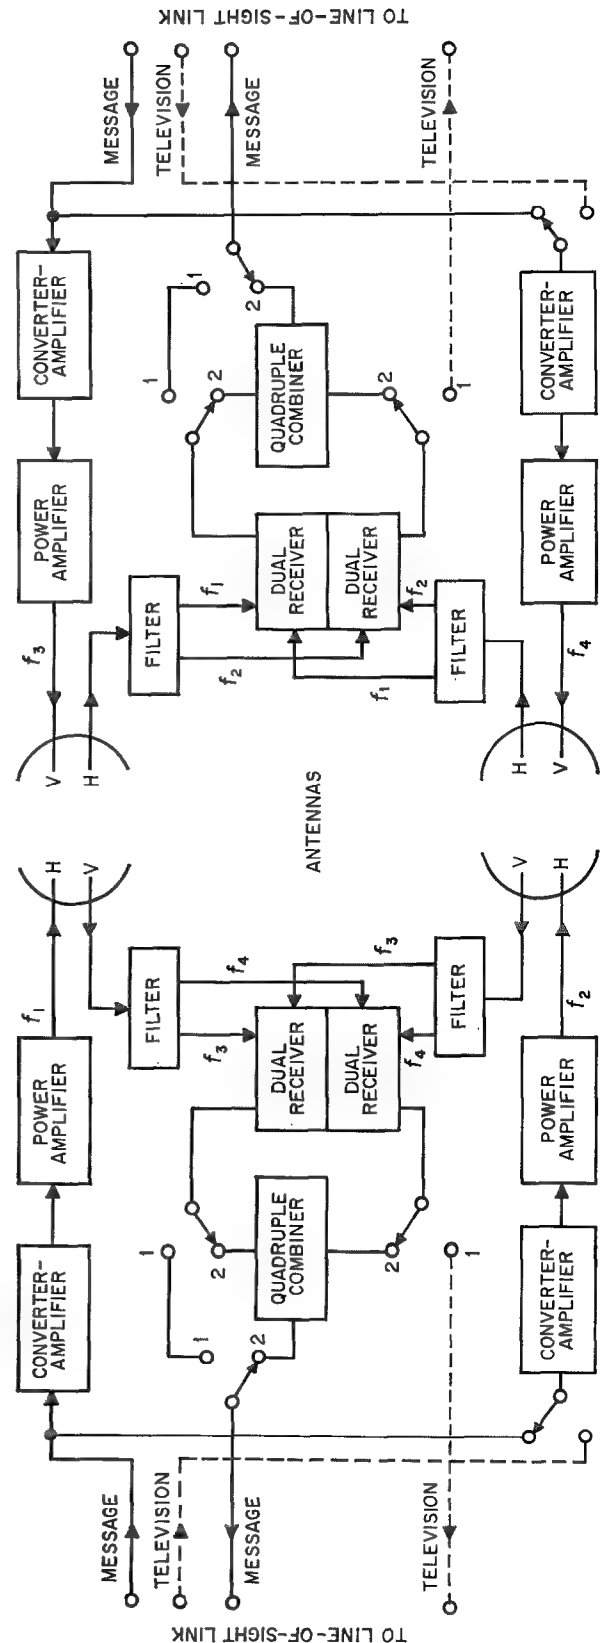 TO LINE-OF-SIGHT LINK
MESSAGE
TELEVISION
MESSAGE
TELEVISION
CONVERTER-
AMPLIFIER
POWER
AMPLIFIER
f1
H
V
FILTER
f3
f4
1
2
1
2
QUADRUPLE
COMBINER
DUAL
RECEIVER
DUAL
RECEIVER
2
1
f3
f4
FILTER
V
H
CONVERTER-
AMPLIFIER
POWER
AMPLIFIER
f2
ANTENNAS
V
H
f3
POWER
AMPLIFIER
CONVERTER-
AMPLIFIER
FILTER
f1
f2
DUAL
RECEIVER
DUAL
RECEIVER
1
2
1
2
QUADRUPLE
COMBINER
2
1
f1
f2
FILTER
H
V
f4
POWER
AMPLIFIER
CONVERTER-
AMPLIFIER
MESSAGE
TELEVISION
MESSAGE
TELEVISION
TO LINE-OF-SIGHT LINK